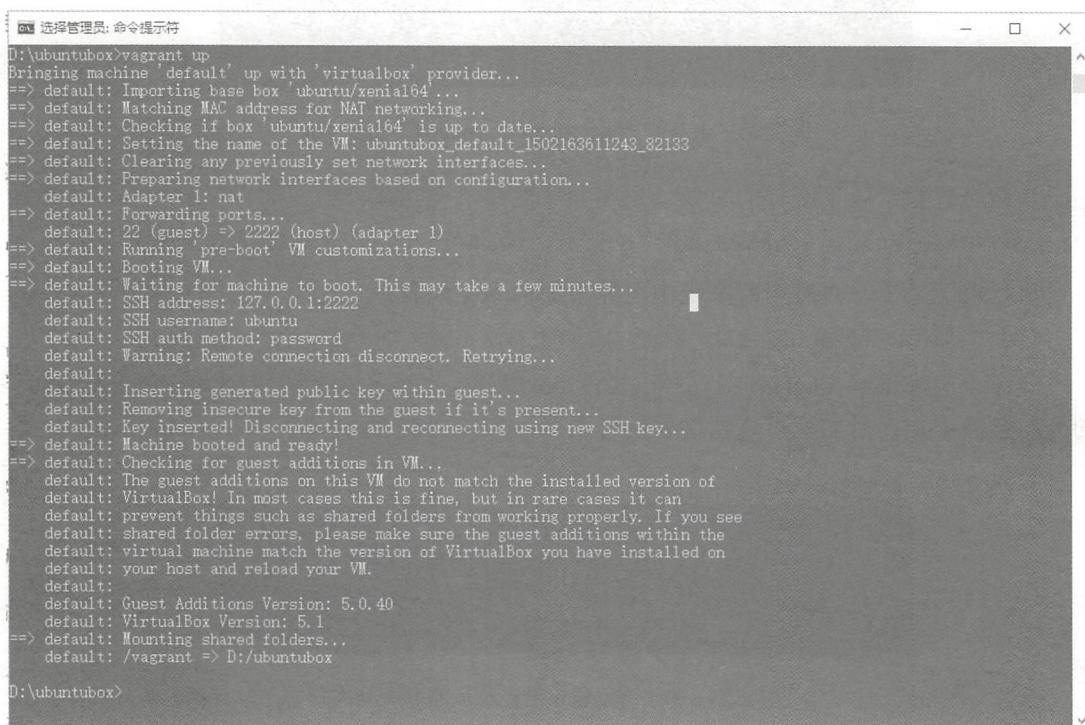 选择管理员: 命令提示符
D:\ubuntubox>vagrant up
Bringing machine 'default' up with 'virtualbox' provider...
==> default: Importing base box 'ubuntu/xenial64'...
==> default: Matching MAC address for NAT networking...
==> default: Checking if box 'ubuntu/xenial64' is up to date...
==> default: Setting the name of the VM: ubuntubox_default_1502163611243_82133
==> default: Clearing any previously set network interfaces...
==> default: Preparing network interfaces based on configuration...
default: Adapter 1: nat
==> default: Forwarding ports...
default: 22 (guest) => 2222 (host) (adapter 1)
==> default: Running 'pre-boot' VM customizations...
==> default: Booting VM...
==> default: Waiting for machine to boot. This may take a few minutes...
default: SSH address: 127.0.0.1:2222
default: SSH username: ubuntu
default: SSH auth method: password
default: Warning: Remote connection disconnect. Retrying...
default:
default: Inserting generated public key within guest...
default: Removing insecure key from the guest if it's present...
default: Key inserted! Disconnecting and reconnecting using new SSH key...
==> default: Machine booted and ready!
==> default: Checking for guest additions in VM...
default: The guest additions on this VM do not match the installed version of
default: VirtualBox! In most cases this is fine, but in rare cases it can
default: prevent things such as shared folders from working properly. If you see
default: shared folder errors, please make sure the guest additions within the
default: virtual machine match the version of VirtualBox you have installed on
default: your host and reload your VM.
default:
default: Guest Additions Version: 5.0.40
default: VirtualBox Version: 5.1
==> default: Mounting shared folders...
default: /vagrant => D:/ubuntubox
D:\ubuntubox>